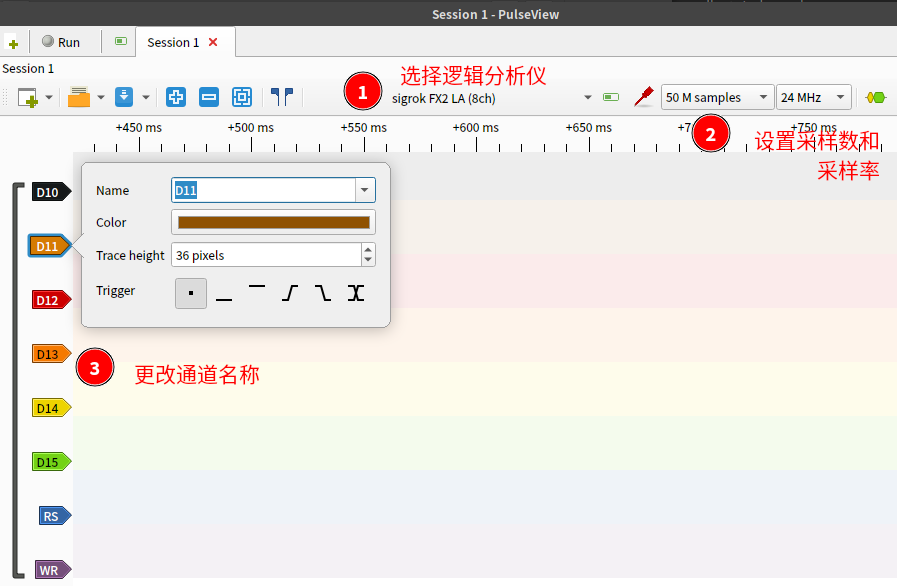 Session 1 - PulseView
Run
Session 1
Session 1
1
选择逻辑分析仪
sigrok FX2 LA (8ch)
50 M samples
24 MHz
+450 ms
+500 ms
+550 ms
+600 ms
+650 ms
+7
+750 ms
2
设置采样数和
采样率
D10
D11
D12
D13
D14
D15
RS
WR
Name
D11
Color
Trace height
36 pixels
Trigger
3
更改通道名称